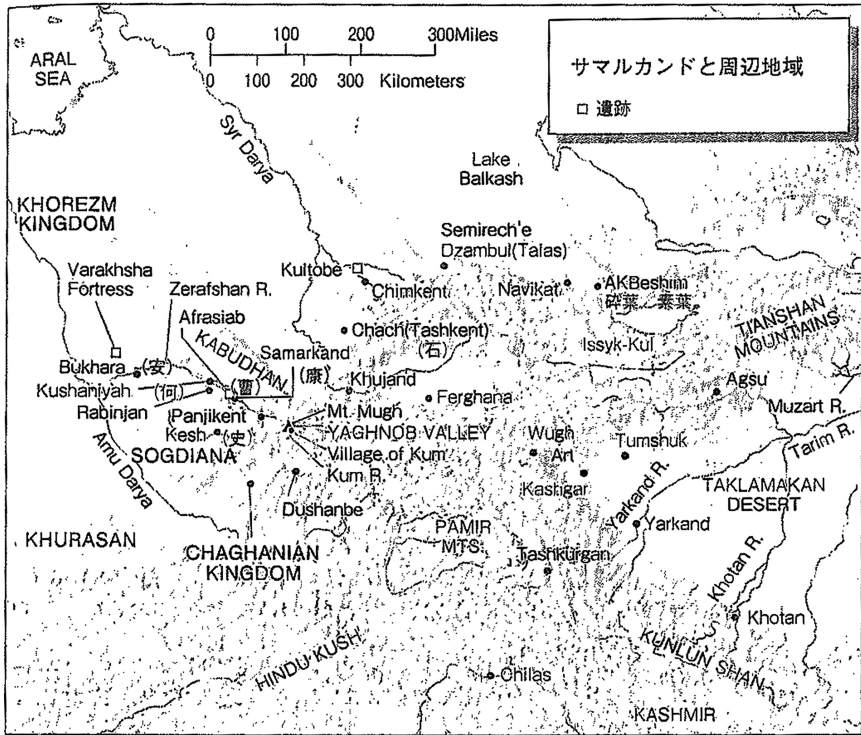 ARAL
SEA
0 100 200 300Miles
0 100 200 300 Kilometers
サマルカンドと周辺地域
□ 遺跡
Syr Darya
Lake
Balkash
KHOREZM
KINGDOM
Semirech'e
Dzambul(Talas)
Varakhsha
Fortress
Zerafshan R.
Kultobe
Chimkent
Navikat
AKBeshim
砕葉 素葉
Afrasiab
KABUDHAN
Chach(Tashkent)
(石)
Issyk-Kul
TIANSHAN
MOUNTAINS
Samarkand
(康)
Bukhara (安)
Kushaniyah (何)
Rabinjan
(曹)
Khujand
Ferghana
Agsu
Muzart R.
Panjikent
Kesh (史)
Mt. Mugh
YAGHNOB VALLEY
Village of Kum
Kum R.
SOGDIANA
Amu Darya
Wugh
Art
Tumshuk
Tarim R.
Kashgar
Yarkand R.
TAKLAMAKAN
DESERT
Dushanbe
KHURASAN
CHAGHANIAN
KINGDOM
PAMIR
MTS.
Yarkand
Tashkurgan
Khotan R.
Khotan
KUNLUN SHAN
HINDU KUSH
Chilas
KASHMIR